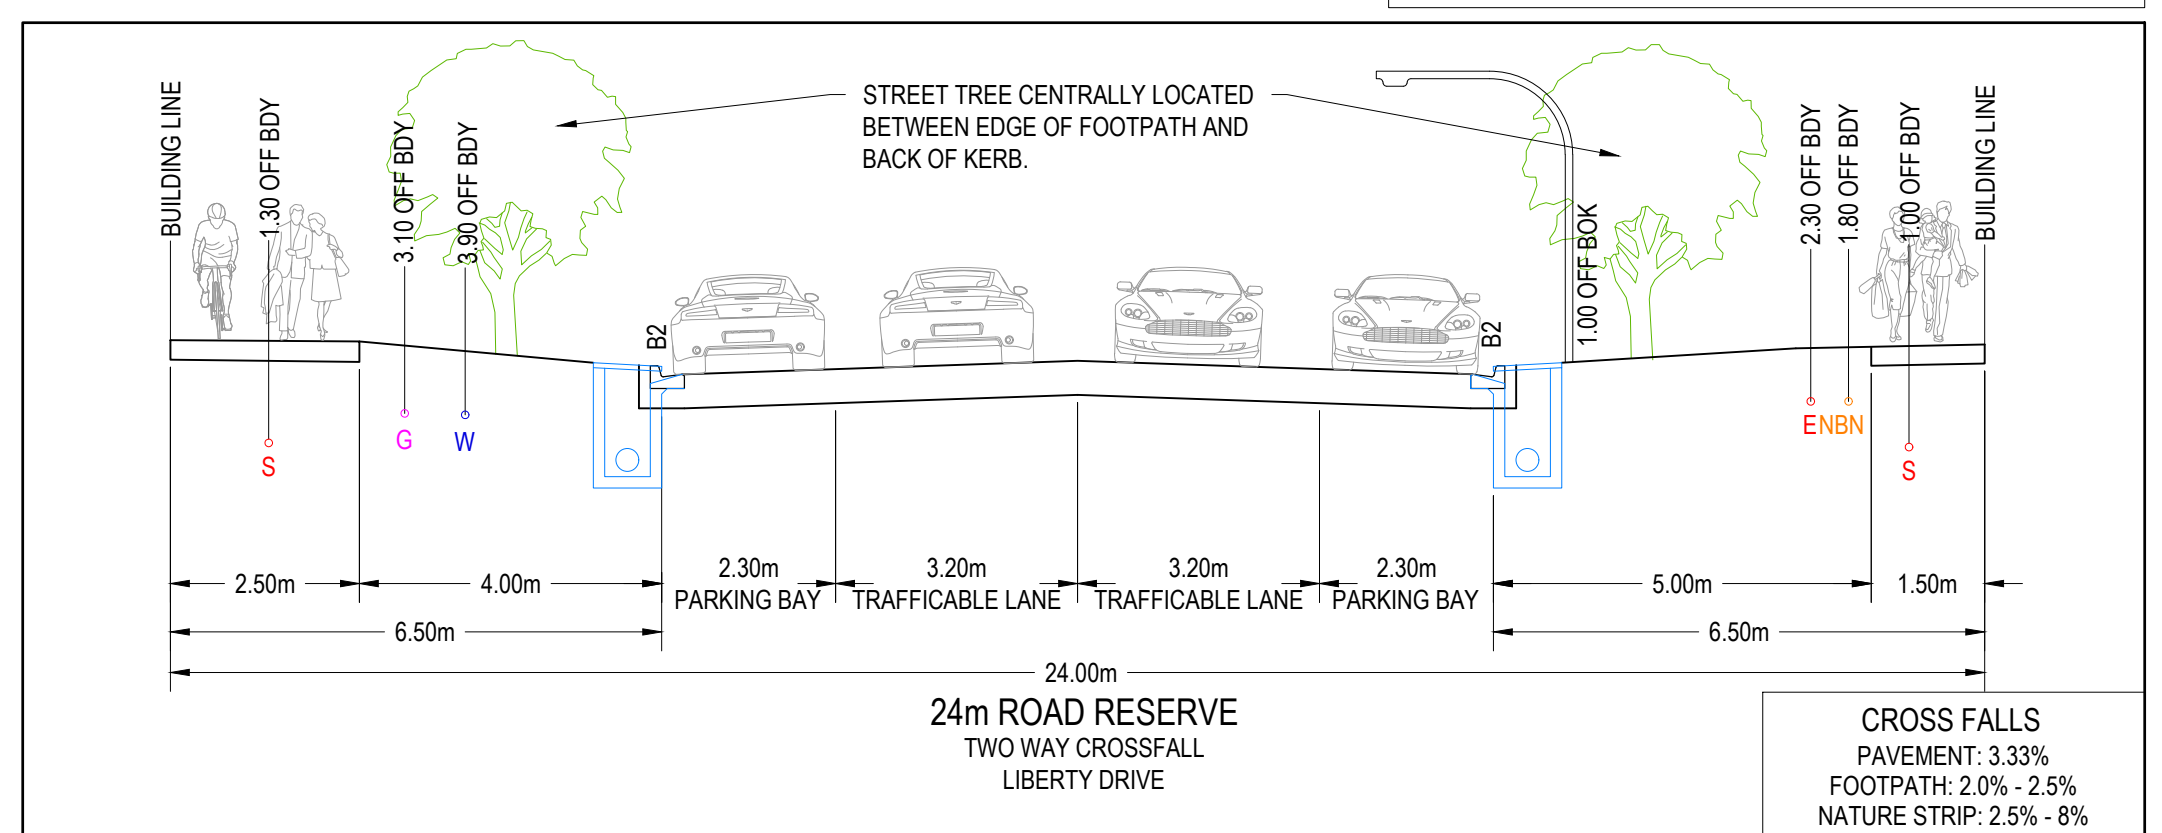 BUILDING LINE
1.30 OFF BDY
3.10 OFF BDY
3.90 OFF BDY
STREET TREE CENTRALLY LOCATED
BETWEEN EDGE OF FOOTPATH AND
BACK OF KERB.
1.00 OFF BOK
2.30 OFF BDY
1.80 OFF BDY
1.00 OFF BDY
BUILDING LINE
B2
B2
S
G
W
E
NBN
S
2.50m
4.00m
2.30m
PARKING BAY
3.20m
TRAFFICABLE LANE
3.20m
TRAFFICABLE LANE
2.30m
PARKING BAY
5.00m
1.50m
6.50m
6.50m
24.00m
24m ROAD RESERVE
TWO WAY CROSSFALL
LIBERTY DRIVE
CROSS FALLS
PAVEMENT: 3.33%
FOOTPATH: 2.0% - 2.5%
NATURE STRIP: 2.5% - 8%